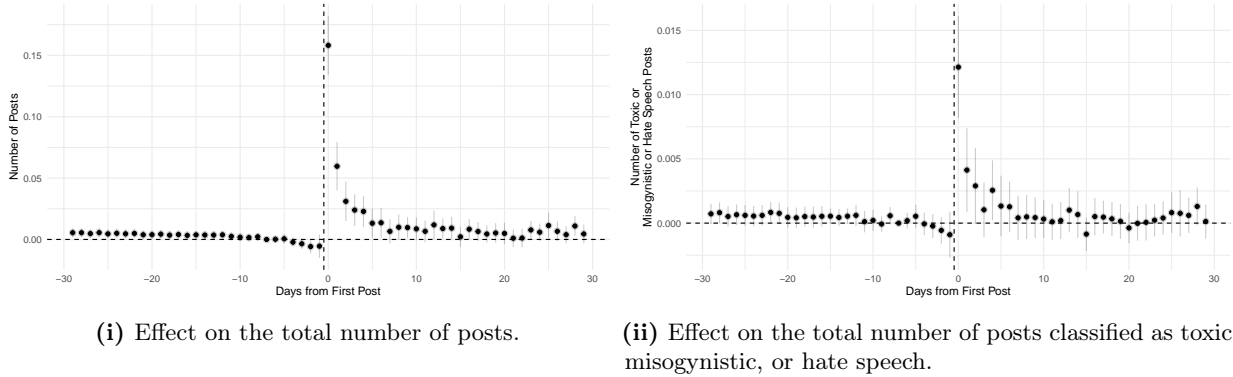 Number of Posts
0.15
0.10
0.05
0.00
−30 −20 −10 0 10 20 30
Days from First Post
(i) Effect on the total number of posts.
Number of Toxic or
Misogynistic or Hate Speech Posts
0.015
0.010
0.005
0.000
−30 −20 −10 0 10 20 30
Days from First Post
(ii) Effect on the total number of posts classified as toxic
misogynistic, or hate speech.